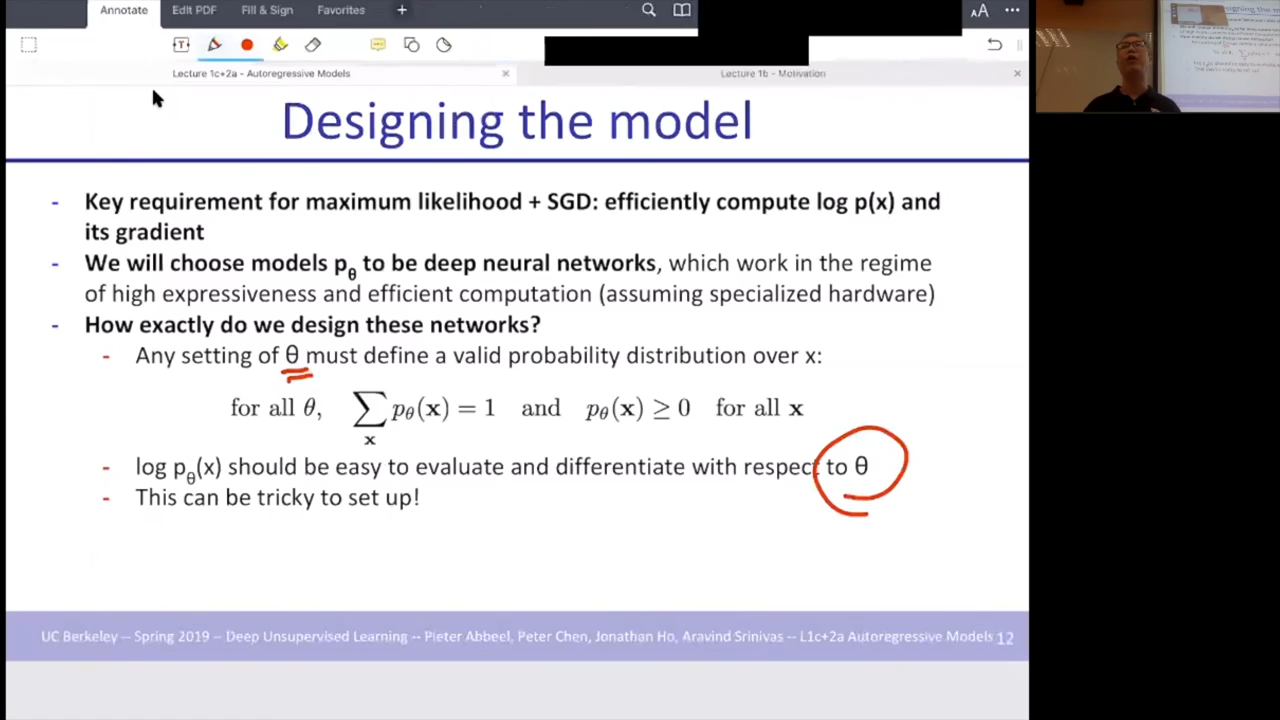 Annotate Edit PDF Fill & Sign Favorites +
Lecture 1c+2a - Autoregressive Models Lecture 1b - Motivation
Designing the model
- Key requirement for maximum likelihood + SGD: efficiently compute log p(x) and
its gradient
- We will choose models pθ to be deep neural networks, which work in the regime
of high expressiveness and efficient computation (assuming specialized hardware)
- How exactly do we design these networks?
- Any setting of θ must define a valid probability distribution over x:
for all θ, ∑ₓ pθ(x) = 1 and pθ(x) ≥ 0 for all x
- log pθ(x) should be easy to evaluate and differentiate with respect to θ
- This can be tricky to set up!
UC Berkeley -- Spring 2019 -- Deep Unsupervised Learning -- Pieter Abbeel, Peter Chen, Jonathan Ho, Aravind Srinivas -- L1c+2a Autoregressive Models 12